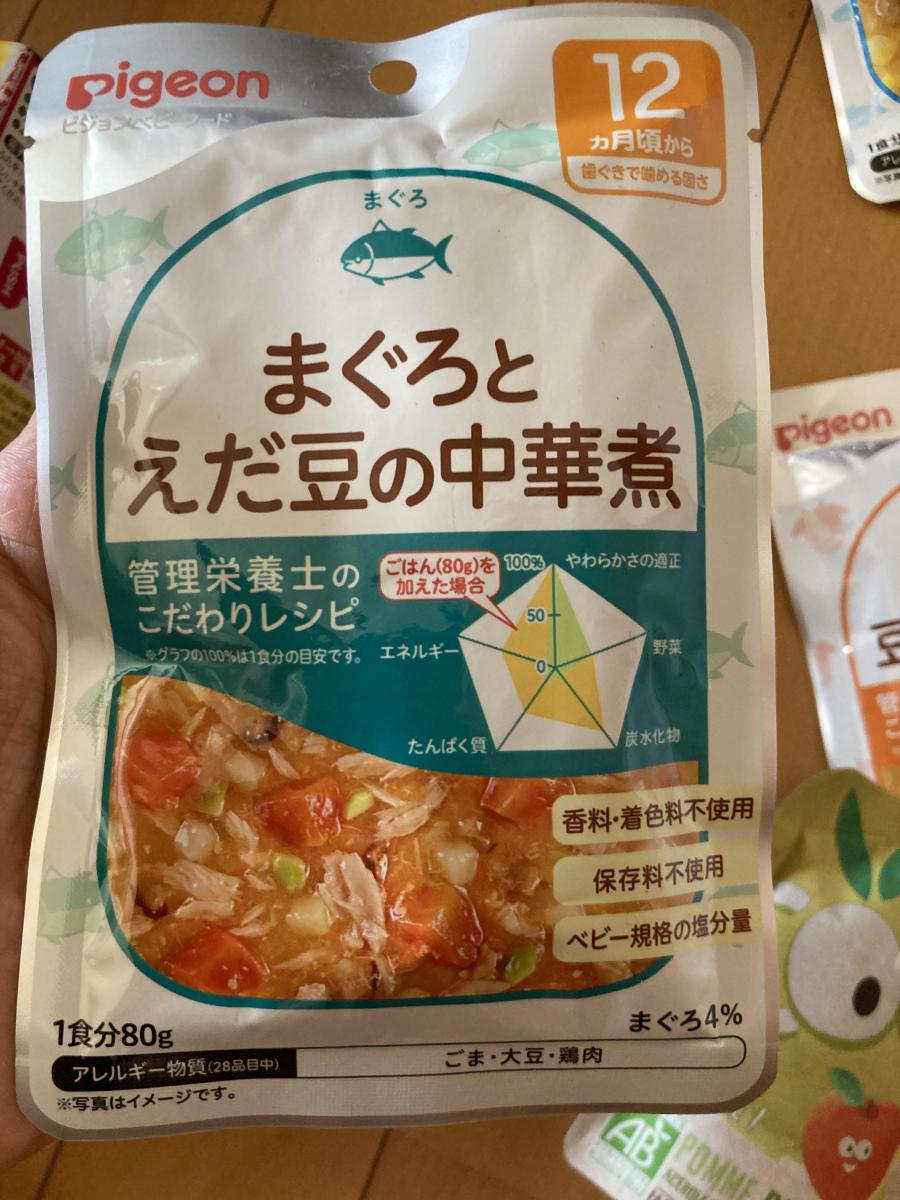 pigeon
ピジョンベビーフード
12
ヵ月頃から
歯ぐきで噛める固さ
まぐろ
まぐろと
えだ豆の中華煮
管理栄養士の
こだわりレシピ
※グラフの100%は1食分の目安です。
ごはん(80g)を
加えた場合
100%
50
0
やわらかさの適正
野菜
炭水化物
たんぱく質
エネルギー
香料・着色料不使用
保存料不使用
ベビー規格の塩分量
1食分80g
まぐろ4%
アレルギー物質(28品目中)
ごま・大豆・鶏肉
※写真はイメージです。
pigeon
豆
AB
POMME